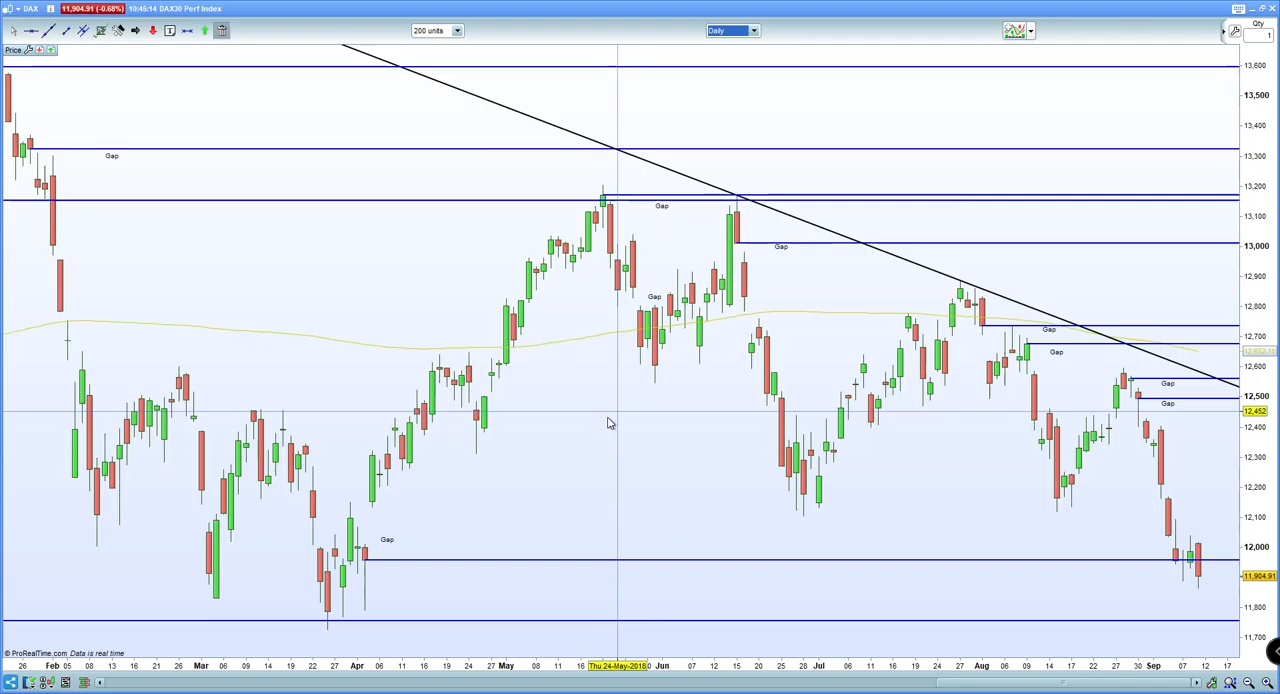 DAX 11,904.91 (-0.68%) 10:45:14 DAX30 Perf Index
200 units Daily Qty
1
Price
13,600
13,500
13,400
13,300
Gap
13,200
Gap
13,100
Gap
13,000
12,900
Gap
12,800
Gap
12,700
Gap
12,600
Gap
12,500
Gap
12,452
12,400
12,300
12,200
12,100
Gap
12,000
11,904.91
11,800
11,700
© ProRealTime.com Data is real time
26 Feb 05 08 13 16 21 26 Mar 06 09 14 19 22 27 Apr 06 11 16 19 24 27 May 08 11 16 Thu 24-May-2018 0 Jun 07 12 15 20 25 28 Jul 06 11 16 19 24 27 Aug 06 09 14 17 22 27 30 Sep 07 12 17